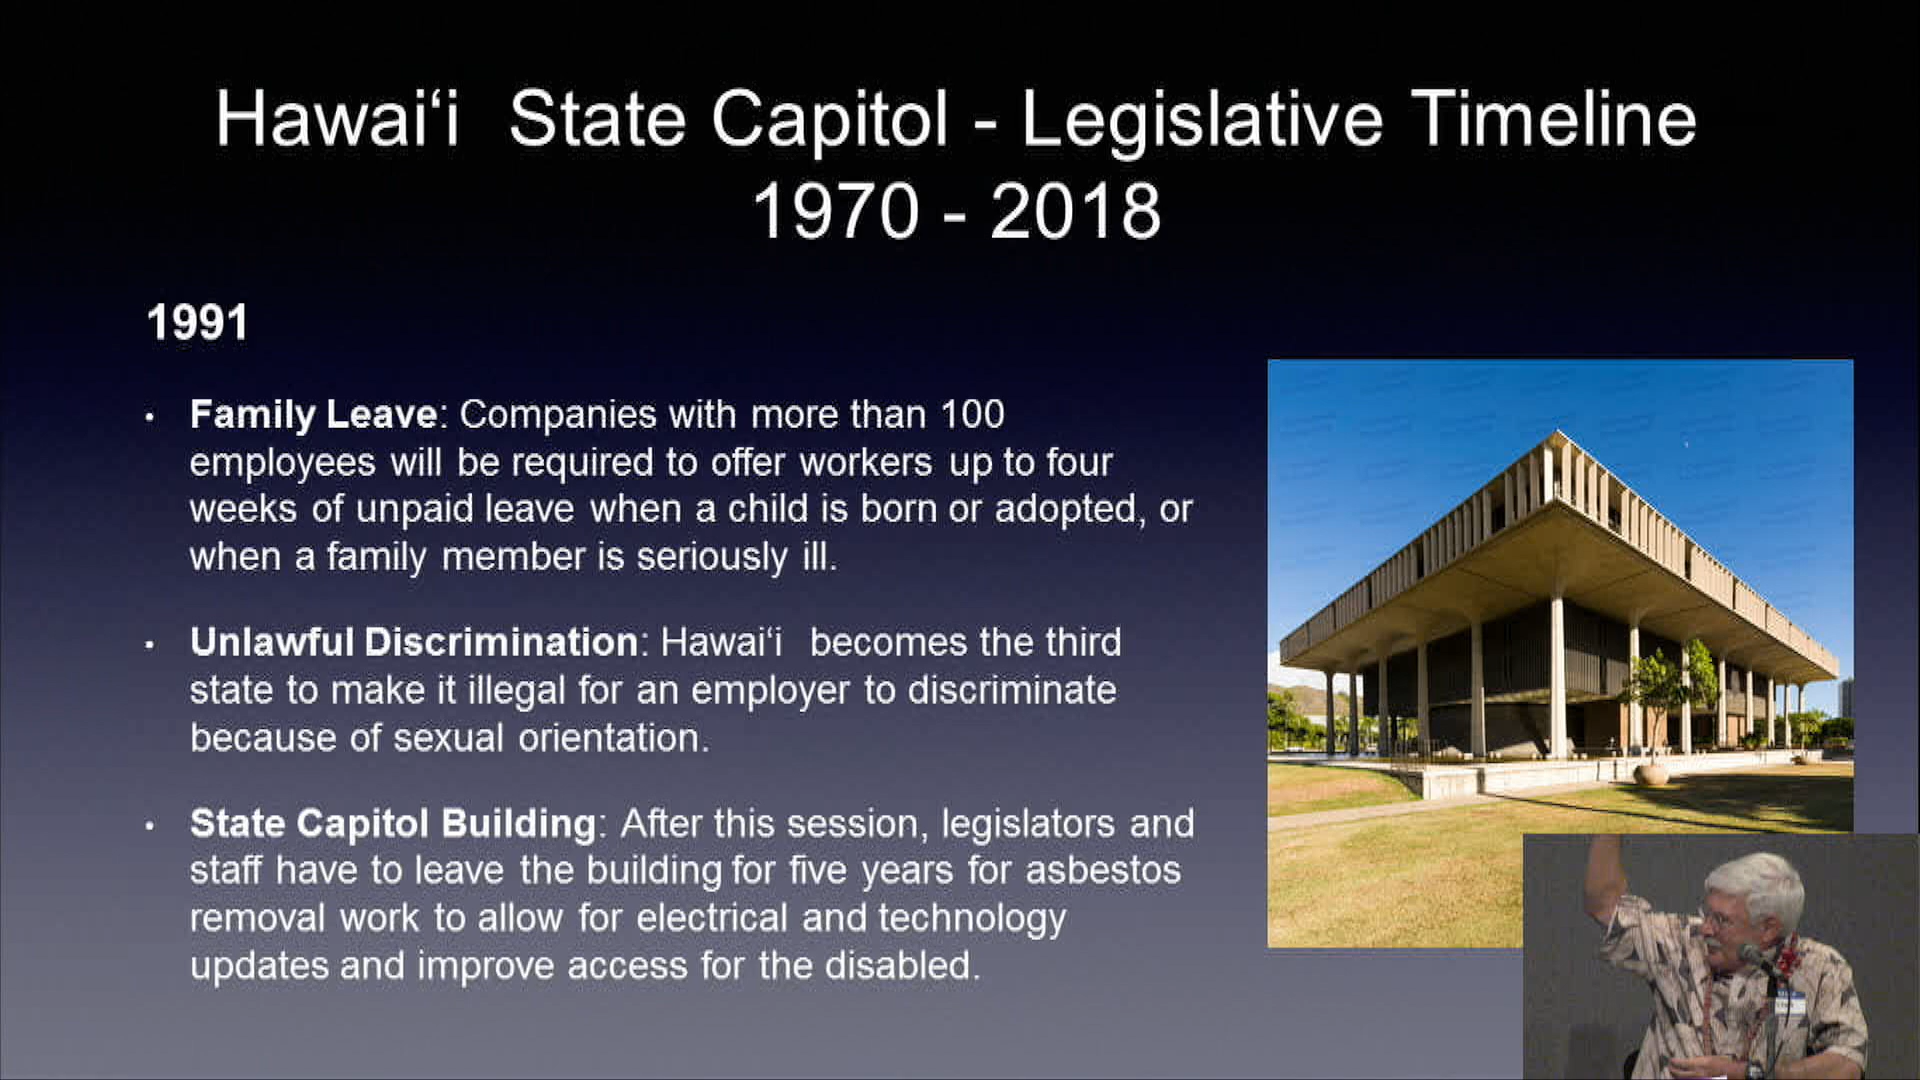 Hawai‘i State Capitol - Legislative Timeline
1970 - 2018
1991
• Family Leave: Companies with more than 100
employees will be required to offer workers up to four
weeks of unpaid leave when a child is born or adopted, or
when a family member is seriously ill.
• Unlawful Discrimination: Hawai‘i becomes the third
state to make it illegal for an employer to discriminate
because of sexual orientation.
• State Capitol Building: After this session, legislators and
staff have to leave the building for five years for asbestos
removal work to allow for electrical and technology
updates and improve access for the disabled.